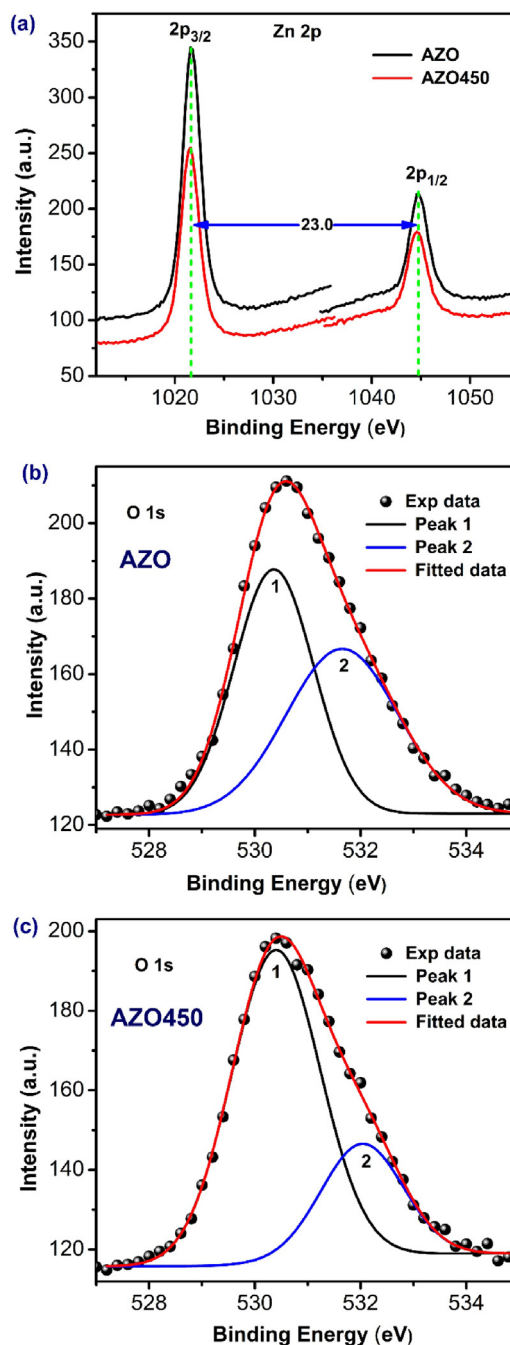 (a)
2p3/2
Zn 2p
AZO
AZO450
2p1/2
23.0
350
300
250
200
150
100
50
Intensity (a.u.)
1020
1030
1040
1050
Binding Energy (eV)
(b)
O 1s
AZO
Exp data
Peak 1
Peak 2
Fitted data
1
2
200
180
160
140
120
Intensity (a.u.)
528
530
532
534
Binding Energy (eV)
(c)
O 1s
AZO450
Exp data
Peak 1
Peak 2
Fitted data
1
2
200
180
160
140
120
Intensity (a.u.)
528
530
532
534
Binding Energy (eV)